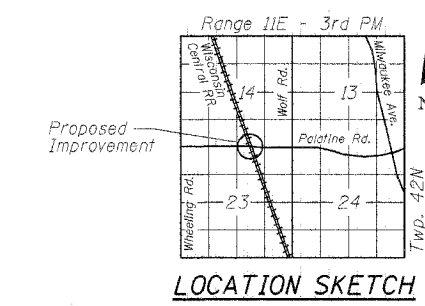 Range 11E - 3rd PM
Wisconsin
Central RR
14
Wolf Rd.
13
Milwaukee Ave.
N
Proposed
Improvement
Palatine Rd.
Wheeling Rd.
23
24
Twp. 42N
LOCATION SKETCH